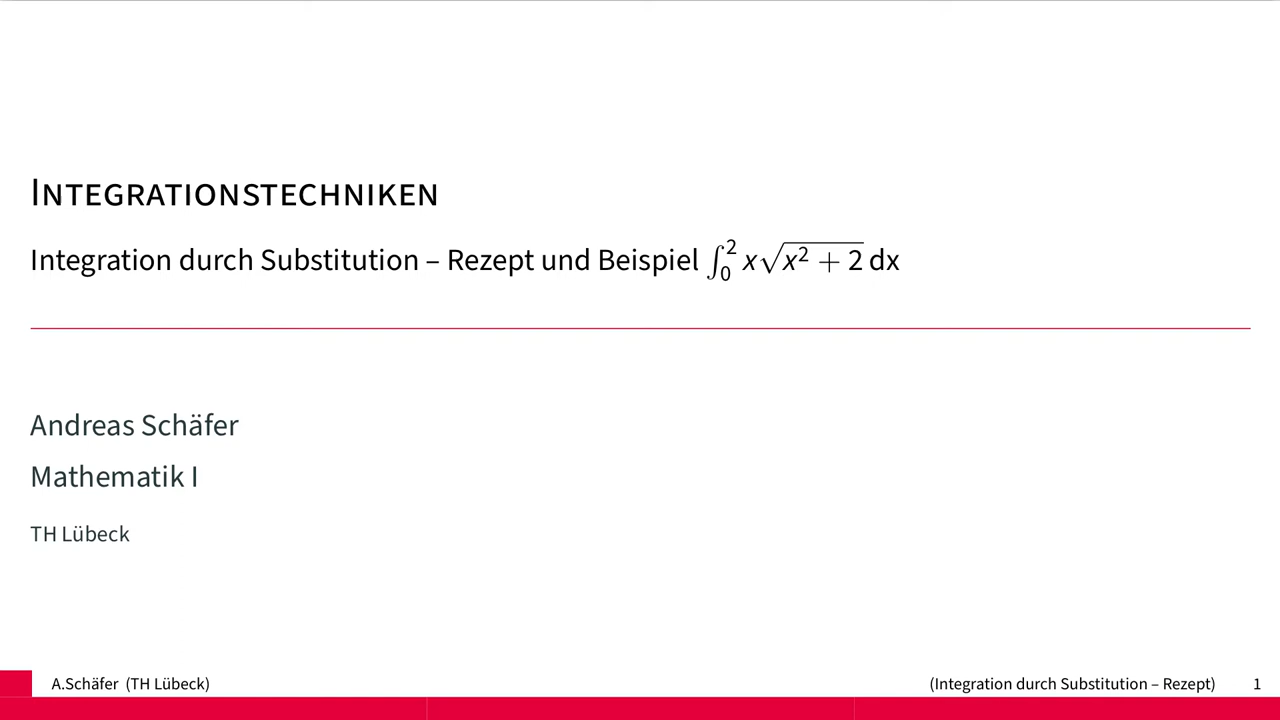 INTEGRATIONSTECHNIKEN
Integration durch Substitution – Rezept und Beispiel ∫₀² x√(x² + 2) dx
Andreas Schäfer
Mathematik I
TH Lübeck
A.Schäfer (TH Lübeck)
(Integration durch Substitution – Rezept)
1